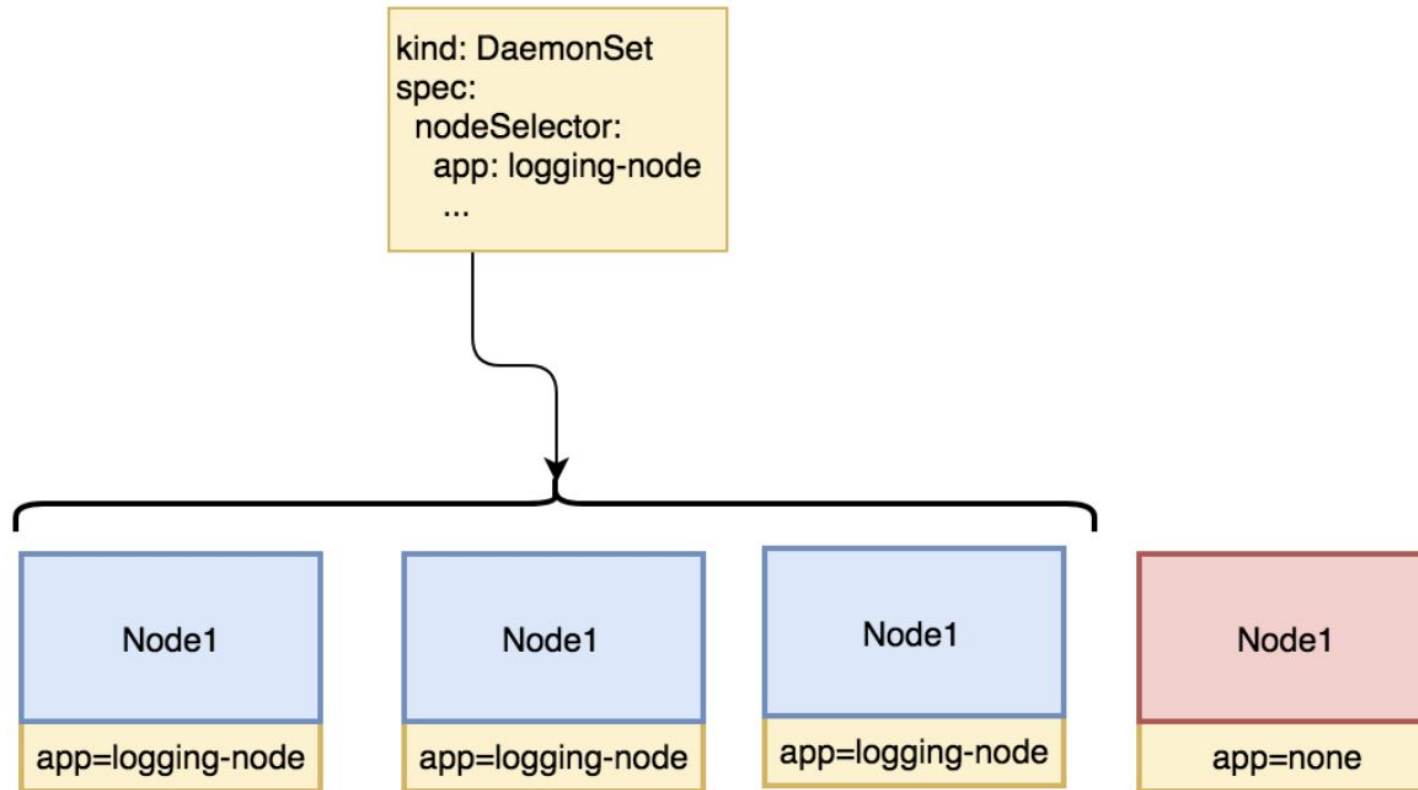 kind: DaemonSet
spec:
  nodeSelector:
    app: logging-node
     ...
Node1
Node1
Node1
Node1
app=logging-node
app=logging-node
app=logging-node
app=none